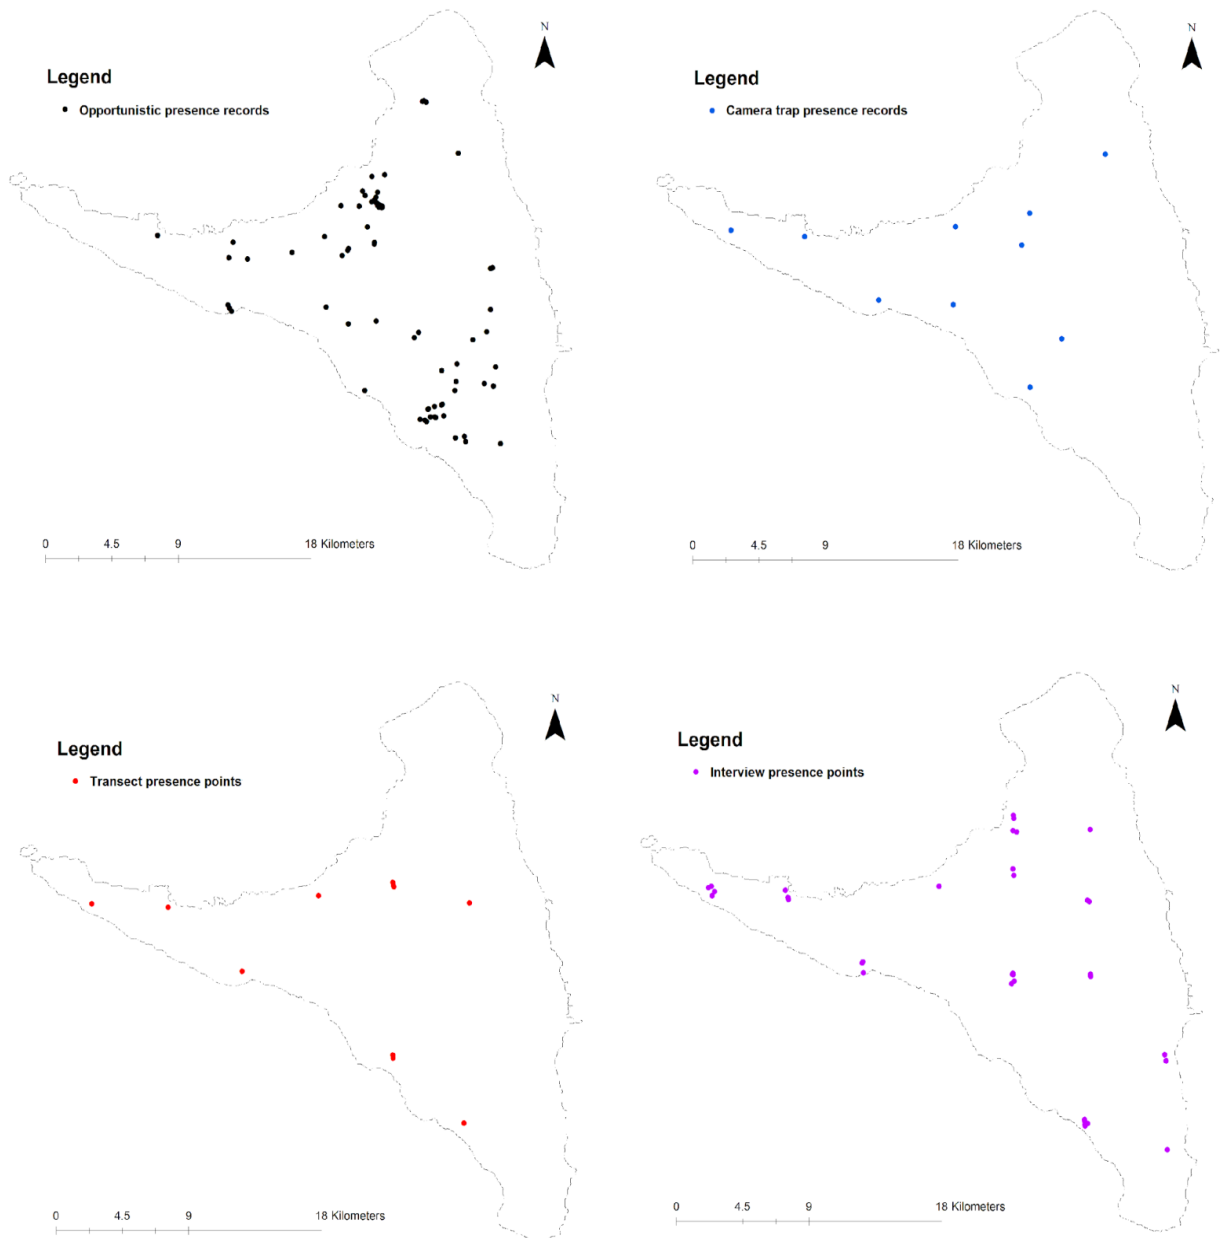 N
Legend
Opportunistic presence records
0 4.5 9 18 Kilometers
N
Legend
Camera trap presence records
0 4.5 9 18 Kilometers
N
Legend
Transect presence points
0 4.5 9 18 Kilometers
N
Legend
Interview presence points
0 4.5 9 18 Kilometers